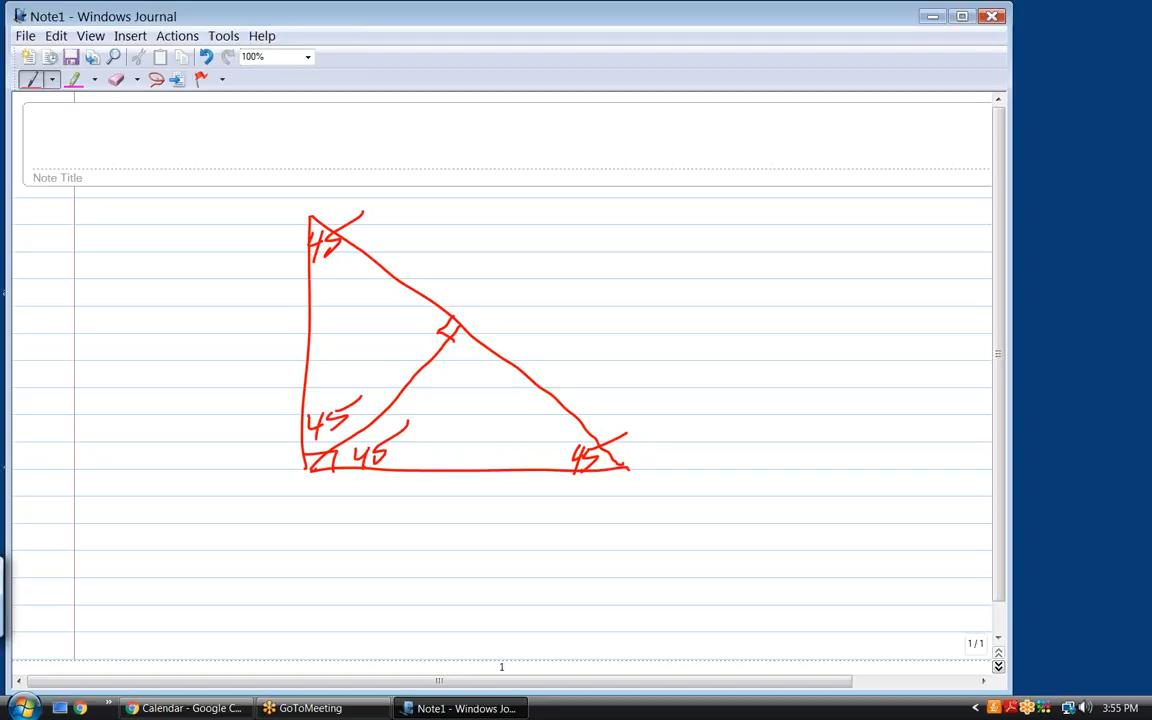 Note1 - Windows Journal
File Edit View Insert Actions Tools Help
100%
Note Title
45
45
45
45
1/1
1
Calendar - Google C...
GoToMeeting
Note1 - Windows Jo...
3:55 PM